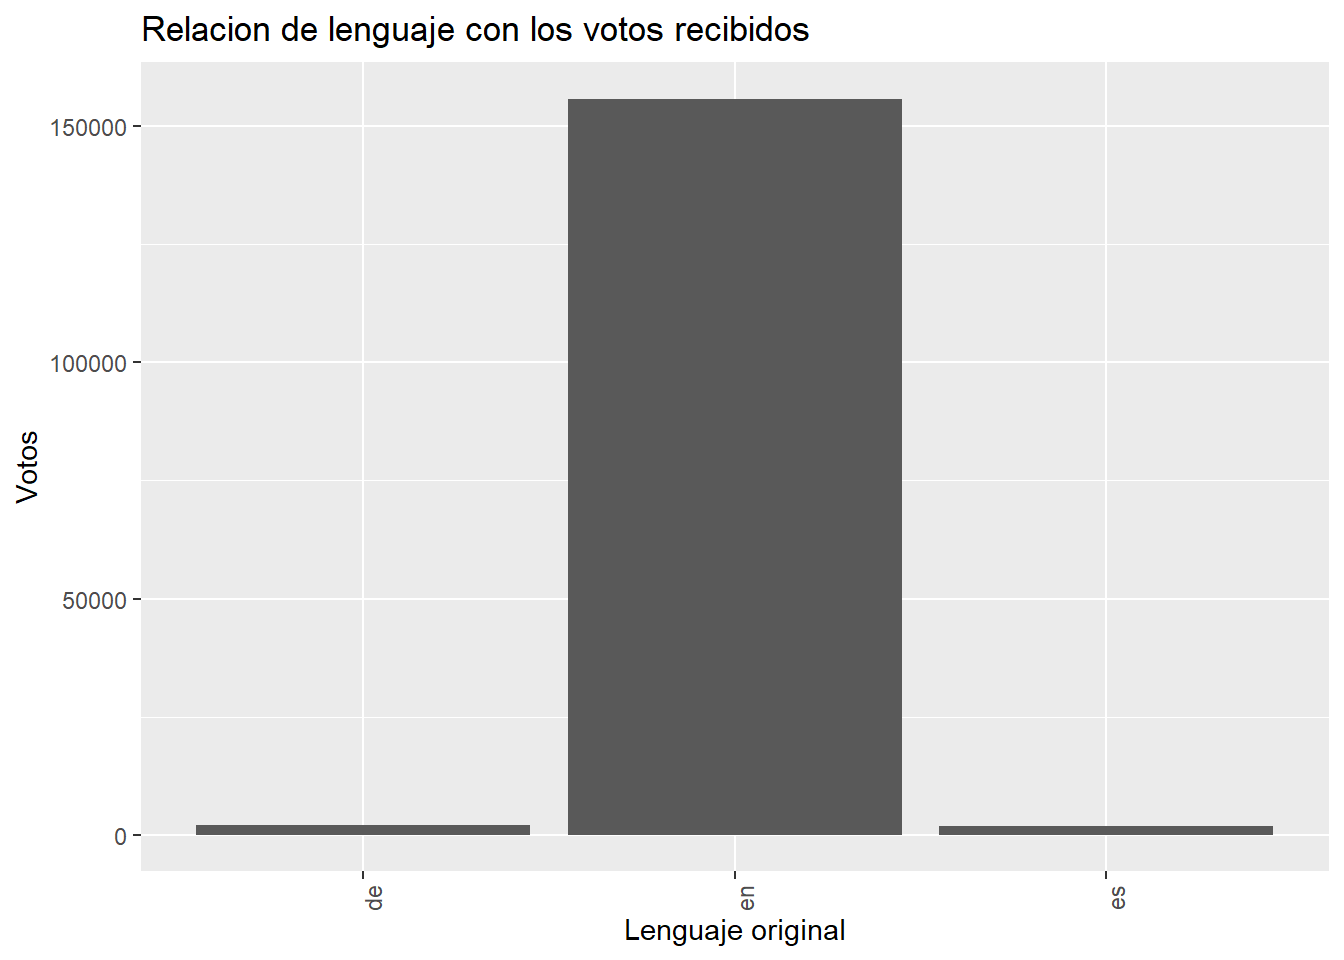 Relacion de lenguaje con los votos recibidos
150000
100000
50000
0
Votos
de
en
es
Lenguaje original